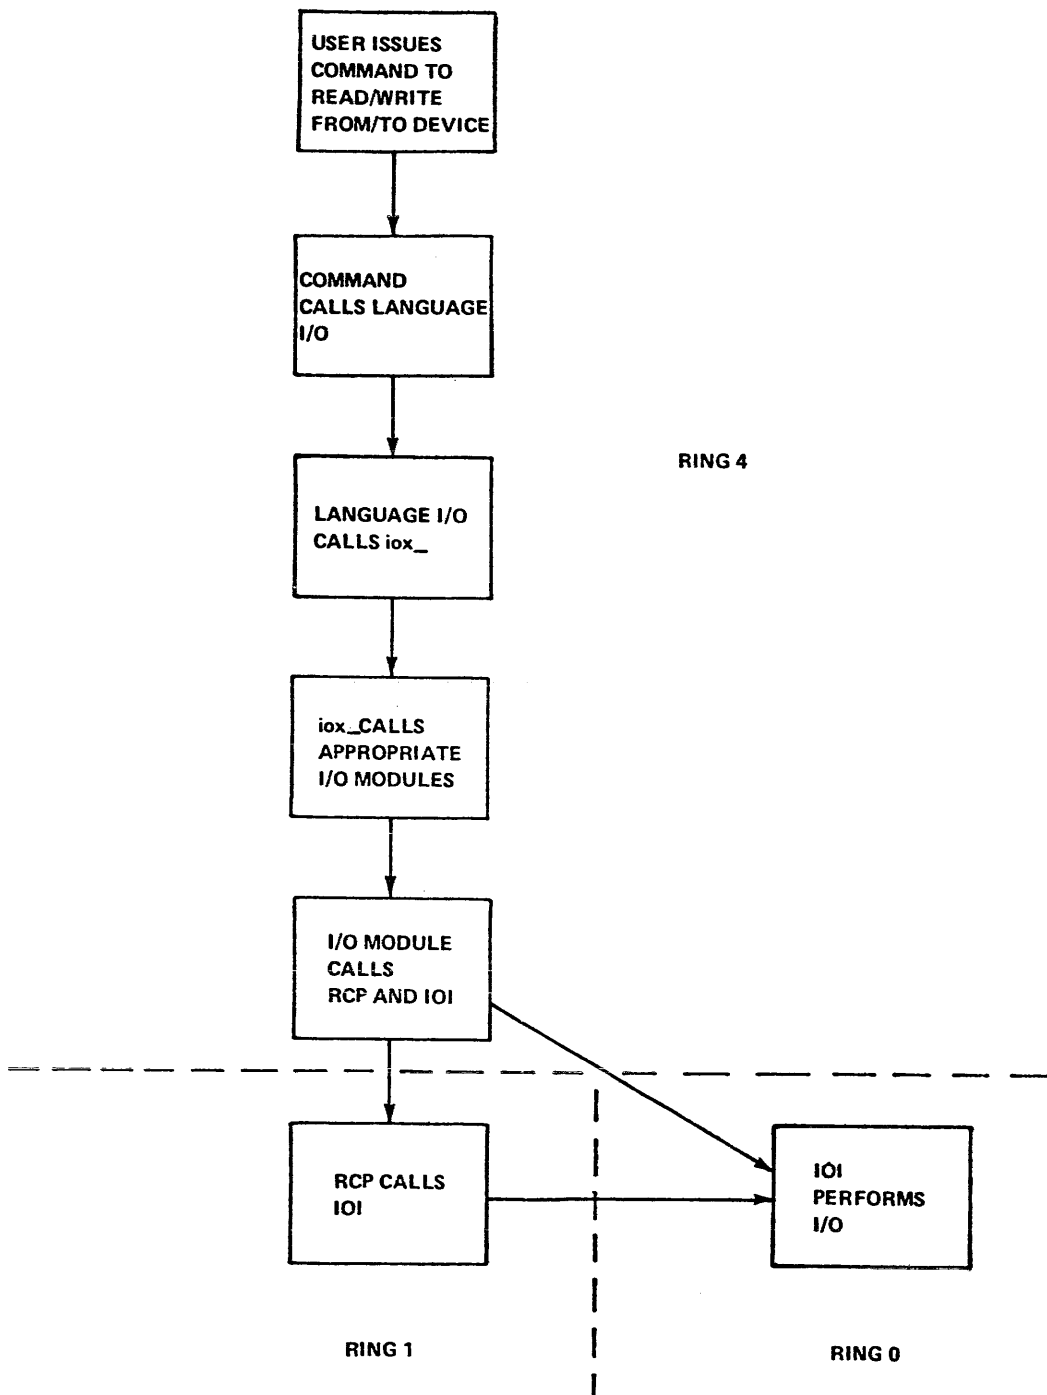 USER ISSUES
COMMAND TO
READ/WRITE
FROM/TO DEVICE
COMMAND
CALLS LANGUAGE
I/O
RING 4
LANGUAGE I/O
CALLS iox_
iox_CALLS
APPROPRIATE
I/O MODULES
I/O MODULE
CALLS
RCP AND IOI
RCP CALLS
IOI
IOI
PERFORMS
I/O
RING 1
RING 0